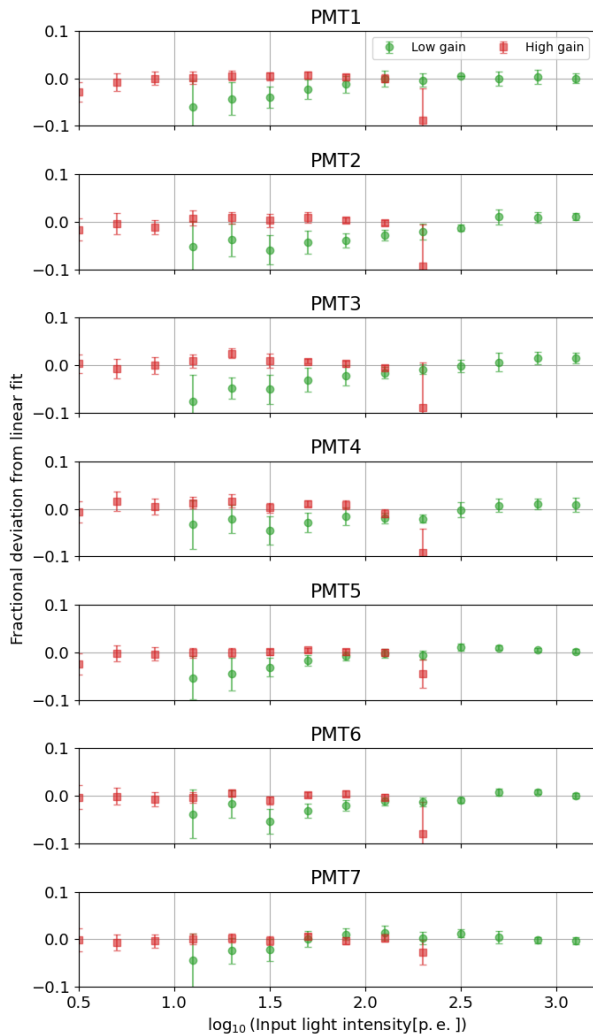 PMT1
0.1
0.0
−0.1
Low gain
High gain
PMT2
0.1
0.0
−0.1
PMT3
0.1
0.0
−0.1
PMT4
0.1
0.0
−0.1
PMT5
0.1
0.0
−0.1
PMT6
0.1
0.0
−0.1
PMT7
0.1
0.0
−0.1
0.5 1.0 1.5 2.0 2.5 3.0
log₁₀(Input light intensity[p. e.])
Fractional deviation from linear fit